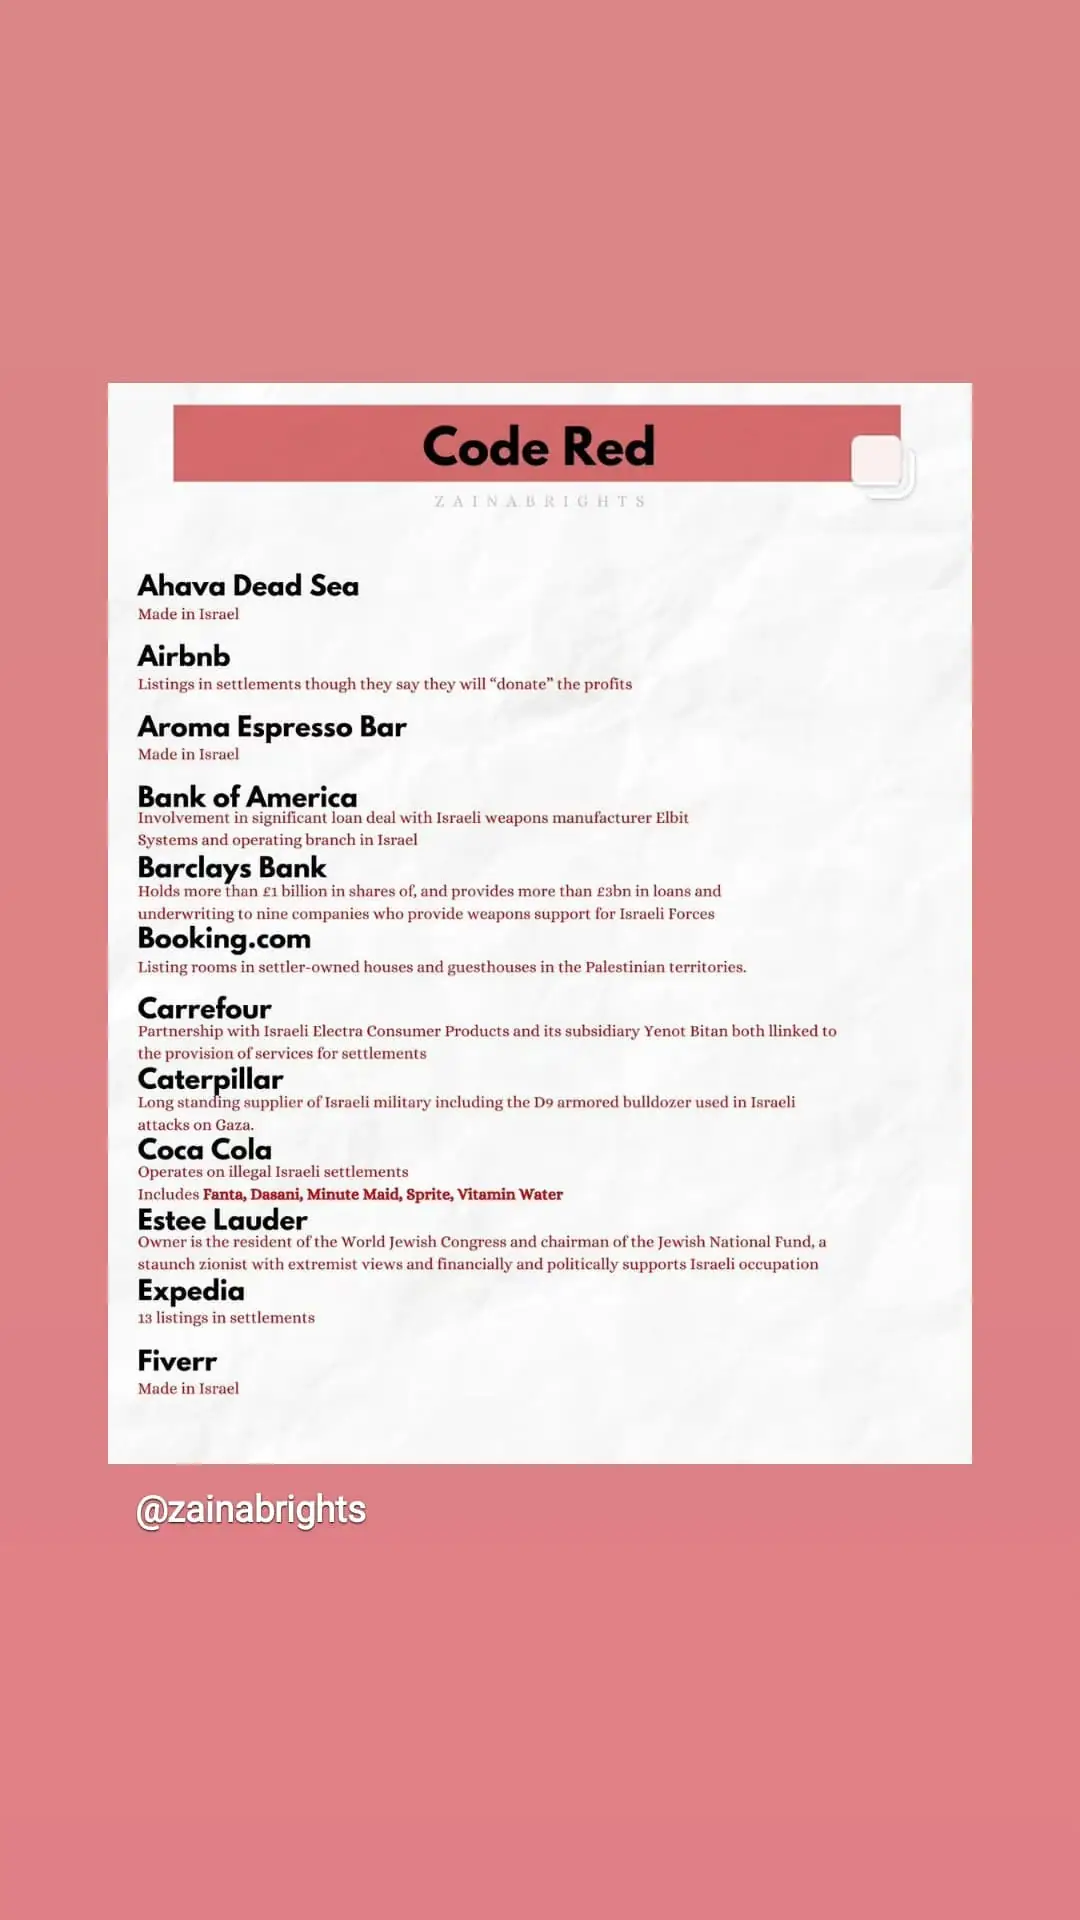 Code Red
ZAINABRIGHTS
Ahava Dead Sea
Made in Israel
Airbnb
Listings in settlements though they say they will “donate” the profits
Aroma Espresso Bar
Made in Israel
Bank of America
Involvement in significant loan deal with Israeli weapons manufacturer Elbit
Systems and operating branch in Israel
Barclays Bank
Holds more than £1 billion in shares of, and provides more than £3bn in loans and
underwriting to nine companies who provide weapons support for Israeli Forces
Booking.com
Listing rooms in settler-owned houses and guesthouses in the Palestinian territories.
Carrefour
Partnership with Israeli Electra Consumer Products and its subsidiary Yenot Bitan both llinked to
the provision of services for settlements
Caterpillar
Long standing supplier of Israeli military including the D9 armored bulldozer used in Israeli
attacks on Gaza.
Coca Cola
Operates on illegal Israeli settlements
Includes Fanta, Dasani, Minute Maid, Sprite, Vitamin Water
Estee Lauder
Owner is the resident of the World Jewish Congress and chairman of the Jewish National Fund, a
staunch zionist with extremist views and financially and politically supports Israeli occupation
Expedia
13 listings in settlements
Fiverr
Made in Israel
@zainabrights